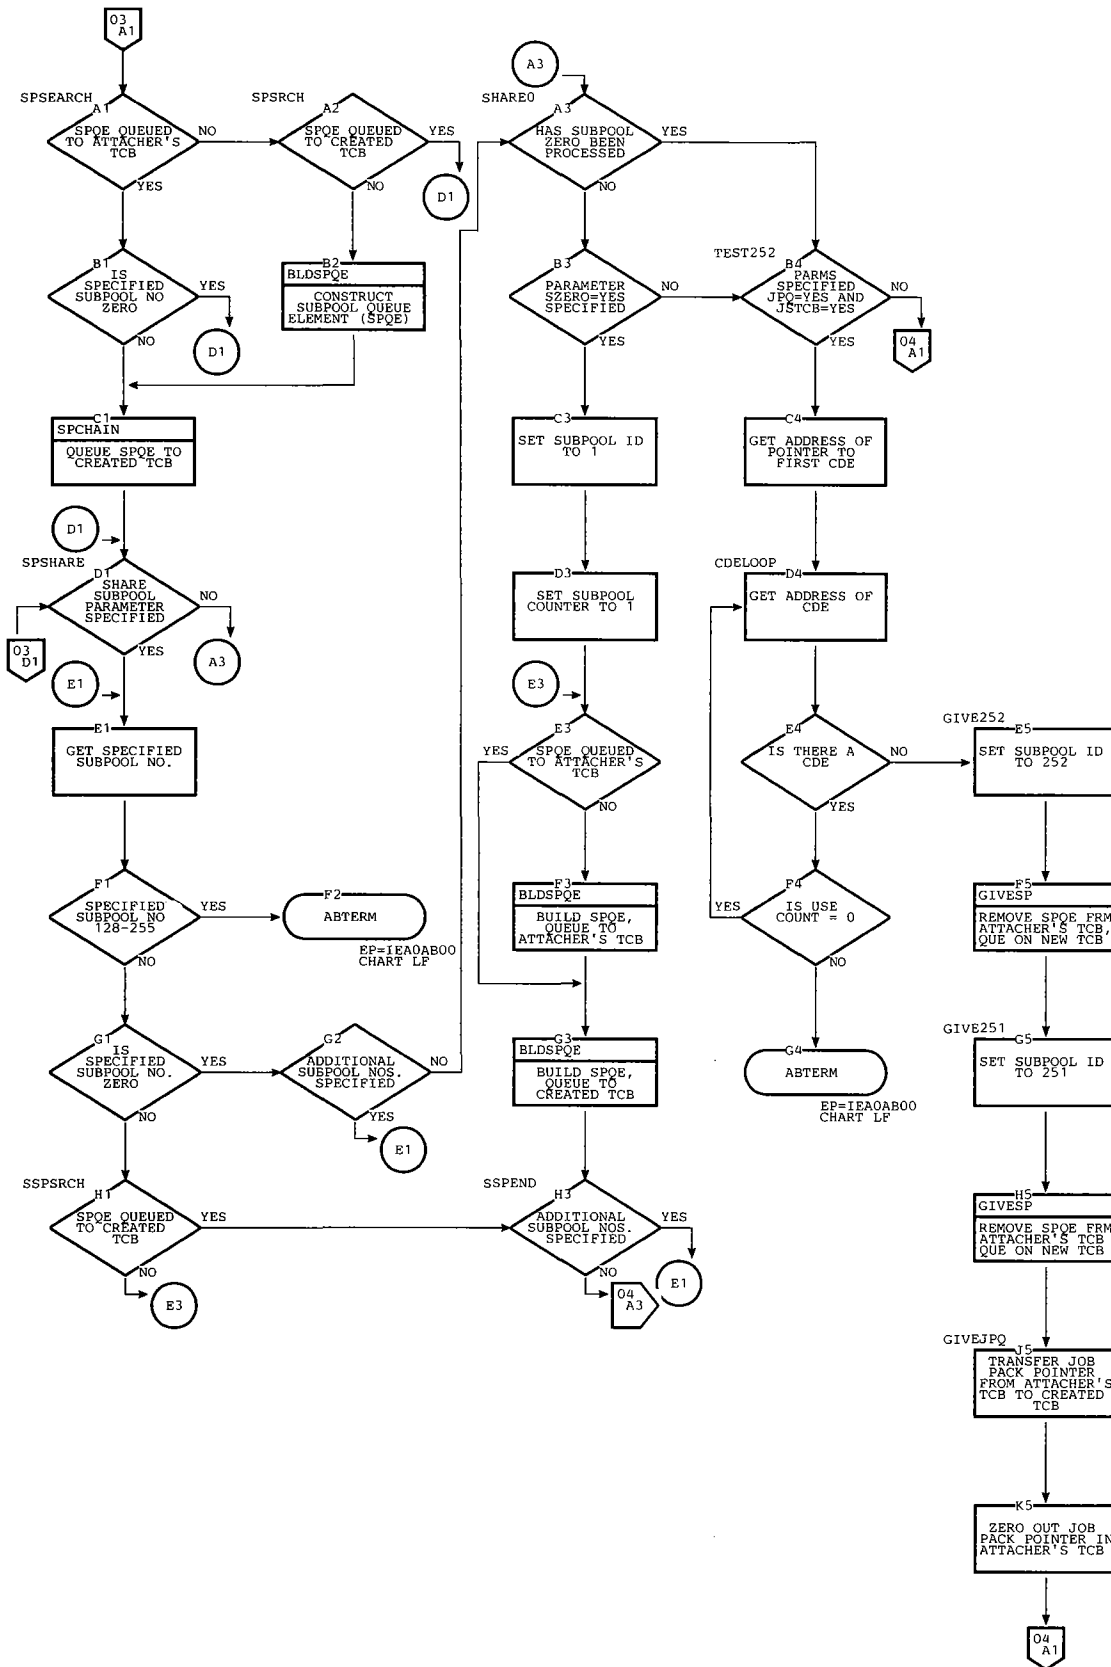 03
A1
SPSEARCH
A1
SPQE QUEUED
TO ATTACHER'S
TCB
NO
YES
SPSRCH
A2
SPQE QUEUED
TO CREATED
TCB
YES
NO
D1
B1
IS
SPECIFIED
SUBPOOL NO
ZERO
YES
NO
D1
B2
BLDSPQE
CONSTRUCT
SUBPOOL QUEUE
ELEMENT (SPQE)
C1
SPCHAIN
QUEUE SPQE TO
CREATED TCB
D1
SPSHARE
D1
SHARE
SUBPOOL
PARAMETER
SPECIFIED
NO
YES
03
D1
A3
E1
E1
GET SPECIFIED
SUBPOOL NO.
F1
SPECIFIED
SUBPOOL NO
128-255
YES
NO
F2
ABTERM
EP=IEA0AB00
CHART LF
G1
IS
SPECIFIED
SUBPOOL NO.
ZERO
YES
NO
G2
ADDITIONAL
SUBPOOL NOS.
SPECIFIED
NO
YES
E1
SSPSRCH
H1
SPQE QUEUED
TO CREATED
TCB
YES
NO
E3
A3
SHARE0
A3
HAS SUBPOOL
ZERO BEEN
PROCESSED
YES
NO
B3
PARAMETER
SZERO=YES
SPECIFIED
NO
YES
C3
SET SUBPOOL ID
TO 1
D3
SET SUBPOOL
COUNTER TO 1
E3
E3
SPQE QUEUED
TO ATTACHER'S
TCB
YES
NO
F3
BLDSPQE
BUILD SPQE,
QUEUE TO
ATTACHER'S TCB
G3
BLDSPQE
BUILD SPQE,
QUEUE TO
CREATED TCB
SSPEND
H3
ADDITIONAL
SUBPOOL NOS.
SPECIFIED
YES
NO
04
A3
E1
TEST252
B4
PARMS
SPECIFIED
JPQ=YES AND
JSTCB=YES
NO
YES
04
A1
C4
GET ADDRESS OF
POINTER TO
FIRST CDE
CDELOOP
D4
GET ADDRESS OF
CDE
E4
IS THERE A
CDE
NO
YES
F4
IS USE
COUNT = 0
YES
NO
G4
ABTERM
EP=IEA0AB00
CHART LF
GIVE252
E5
SET SUBPOOL ID
TO 252
F5
GIVESP
REMOVE SPQE FRM
ATTACHER'S TCB,
QUE ON NEW TCB
GIVE251
G5
SET SUBPOOL ID
TO 251
H5
GIVESP
REMOVE SPQE FRM
ATTACHER'S TCB
QUE ON NEW TCB
GIVEJPQ
J5
TRANSFER JOB
PACK POINTER
FROM ATTACHER'S
TCB TO CREATED
TCB
K5
ZERO OUT JOB
PACK POINTER IN
ATTACHER'S TCB
04
A1